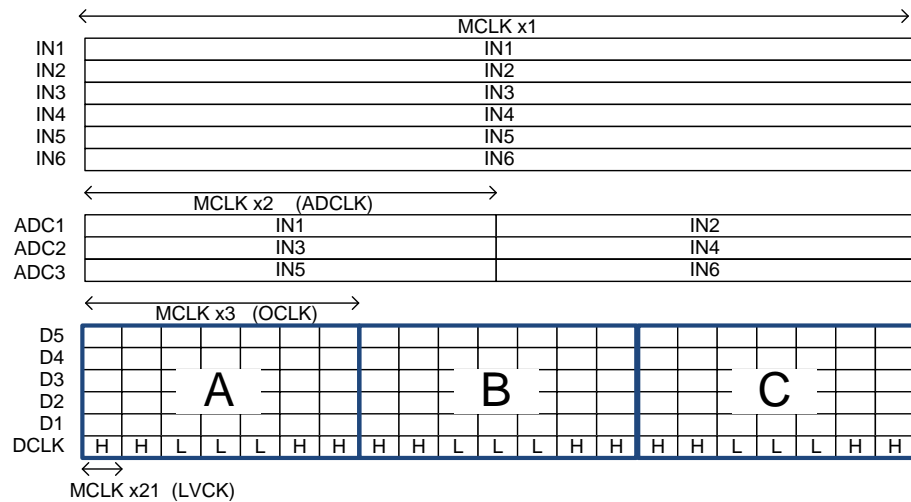 MCLK x1
IN1 IN1
IN2 IN2
IN3 IN3
IN4 IN4
IN5 IN5
IN6 IN6
MCLK x2 (ADCLK)
ADC1 IN1 IN2
ADC2 IN3 IN4
ADC3 IN5 IN6
MCLK x3 (OCLK)
D5
D4
D3
D2
D1
A B C
DCLK H H L L L H H H H L L L H H H H L L L H H
MCLK x21 (LVCK)